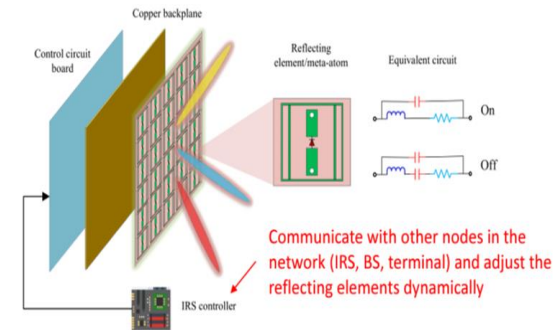 Copper backplane
Control circuit
board
Reflecting
element/meta-atom
Equivalent circuit
On
Off
Communicate with other nodes in the
network (IRS, BS, terminal) and adjust the
reflecting elements dynamically
IRS controller